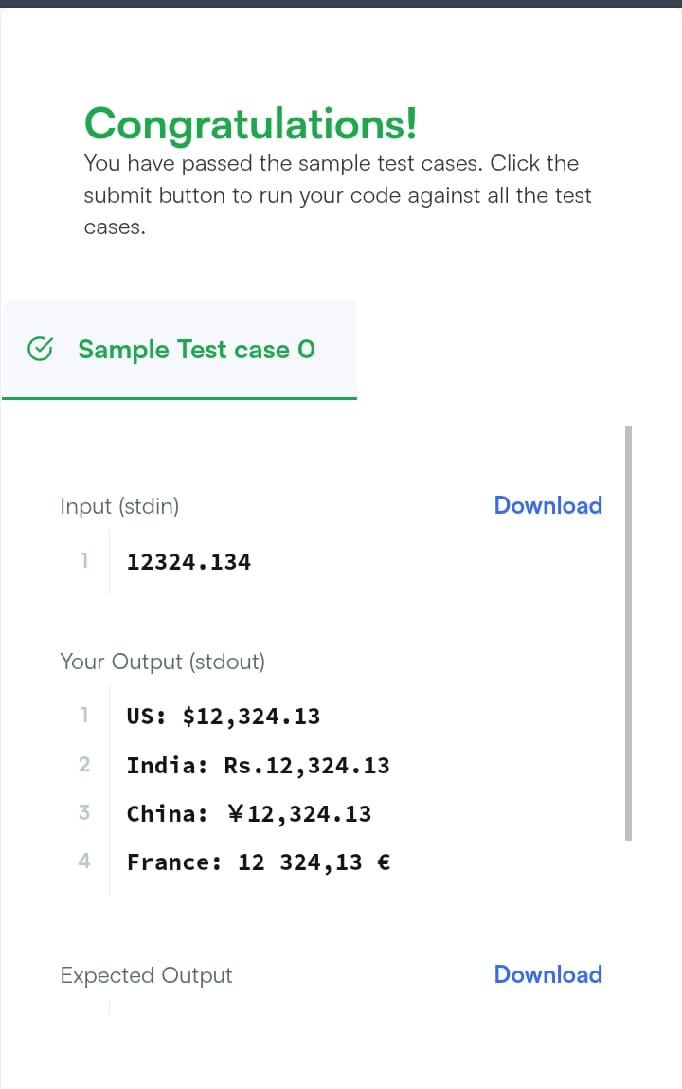 Congratulations!
You have passed the sample test cases. Click the
submit button to run your code against all the test
cases.
Sample Test case 0
Input (stdin)
Download
1 12324.134
Your Output (stdout)
1 US: $12,324.13
2 India: Rs.12,324.13
3 China: ￥12,324.13
4 France: 12 324,13 €
Expected Output
Download